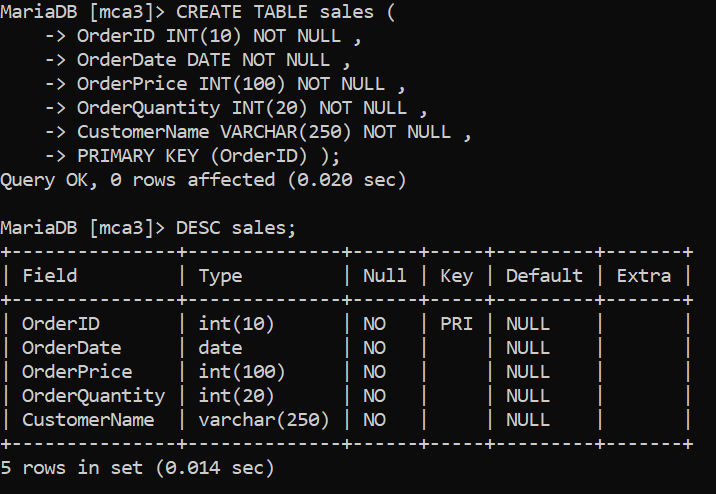 MariaDB [mca3]> CREATE TABLE sales (
    -> OrderID INT(10) NOT NULL ,
    -> OrderDate DATE NOT NULL ,
    -> OrderPrice INT(100) NOT NULL ,
    -> OrderQuantity INT(20) NOT NULL ,
    -> CustomerName VARCHAR(250) NOT NULL ,
    -> PRIMARY KEY (OrderID) );
Query OK, 0 rows affected (0.020 sec)

MariaDB [mca3]> DESC sales;
+---------------+--------------+------+-----+---------+-------+
| Field         | Type         | Null | Key | Default | Extra |
+---------------+--------------+------+-----+---------+-------+
| OrderID       | int(10)      | NO   | PRI | NULL    |       |
| OrderDate     | date         | NO   |     | NULL    |       |
| OrderPrice    | int(100)     | NO   |     | NULL    |       |
| OrderQuantity | int(20)      | NO   |     | NULL    |       |
| CustomerName  | varchar(250) | NO   |     | NULL    |       |
+---------------+--------------+------+-----+---------+-------+
5 rows in set (0.014 sec)